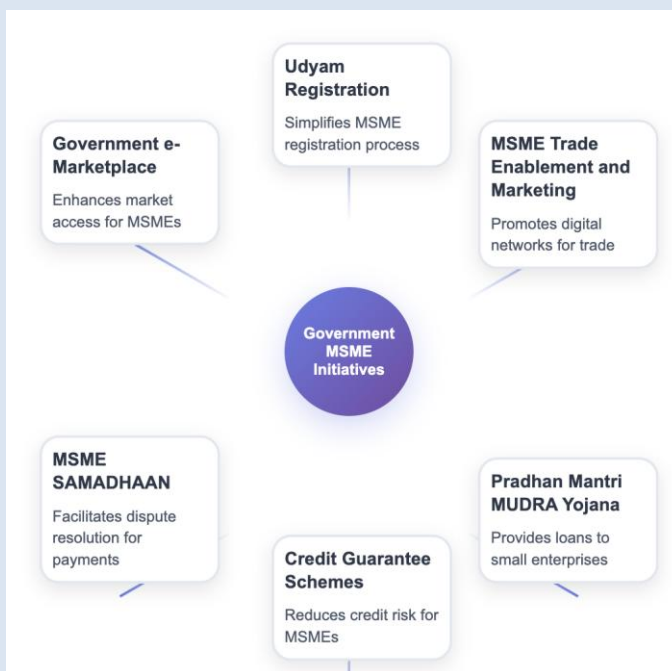 Udyam
Registration
Simplifies MSME
registration process
Government e-
Marketplace
Enhances market
access for MSMEs
MSME Trade
Enablement and
Marketing
Promotes digital
networks for trade
Government
MSME
Initiatives
MSME
SAMADHAAN
Facilitates dispute
resolution for
payments
Pradhan Mantri
MUDRA Yojana
Provides loans to
small enterprises
Credit Guarantee
Schemes
Reduces credit risk for
MSMEs